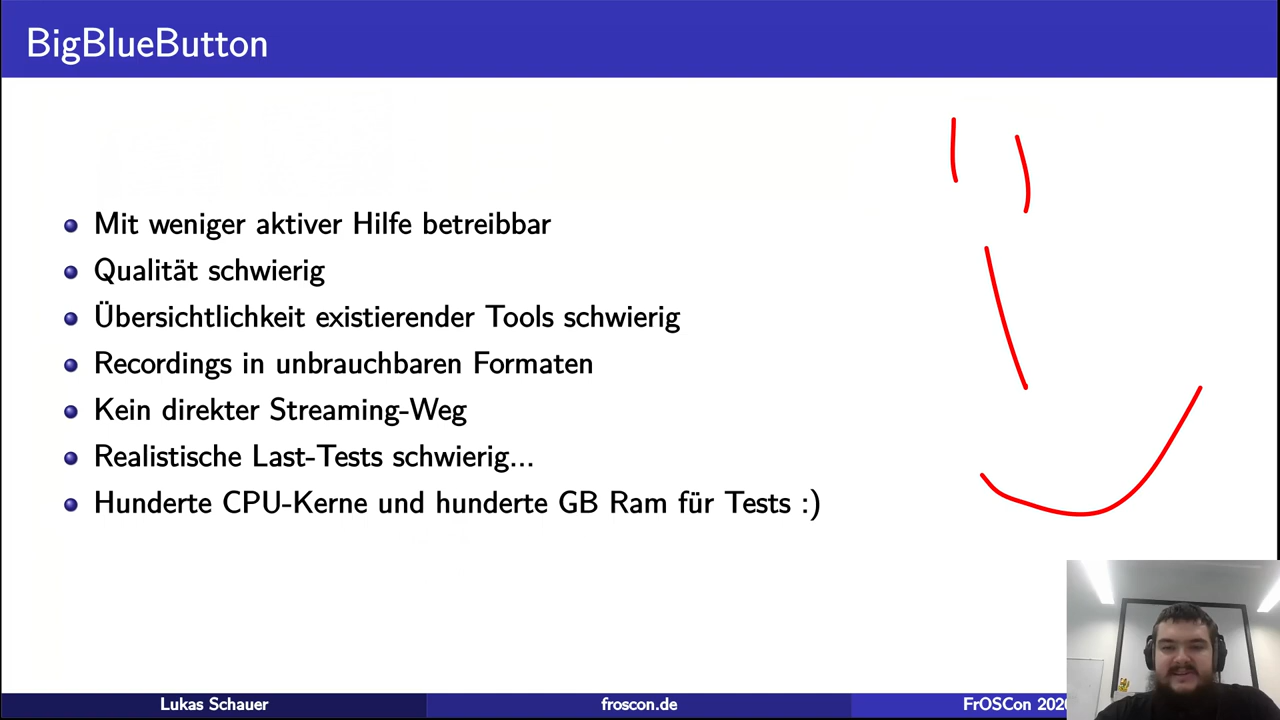 BigBlueButton
Mit weniger aktiver Hilfe betreibbar
Qualität schwierig
Übersichtlichkeit existierender Tools schwierig
Recordings in unbrauchbaren Formaten
Kein direkter Streaming-Weg
Realistische Last-Tests schwierig...
Hunderte CPU-Kerne und hunderte GB Ram für Tests :)
Lukas Schauer
froscon.de
FrOSCon 2020